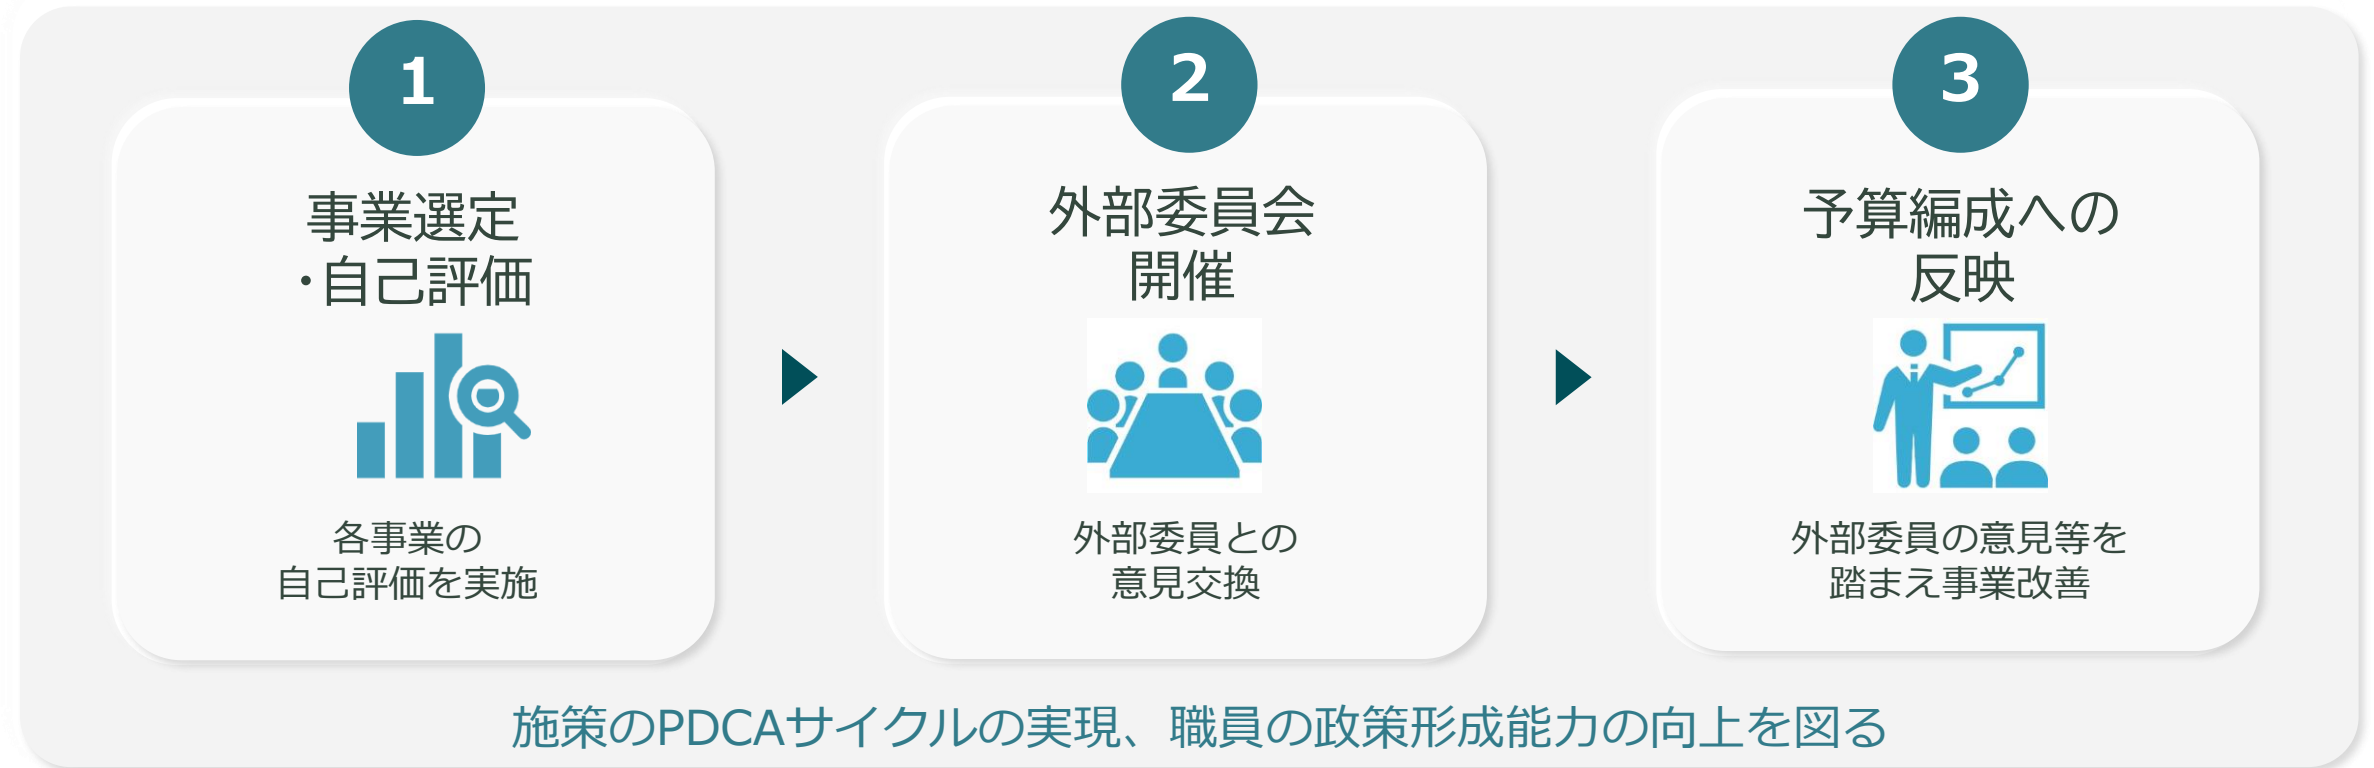 1
事業選定
・自己評価
各事業の
自己評価を実施
2
外部委員会
開催
外部委員との
意見交換
3
予算編成への
反映
外部委員の意見等を
踏まえ事業改善
施策のPDCAサイクルの実現、職員の政策形成能力の向上を図る